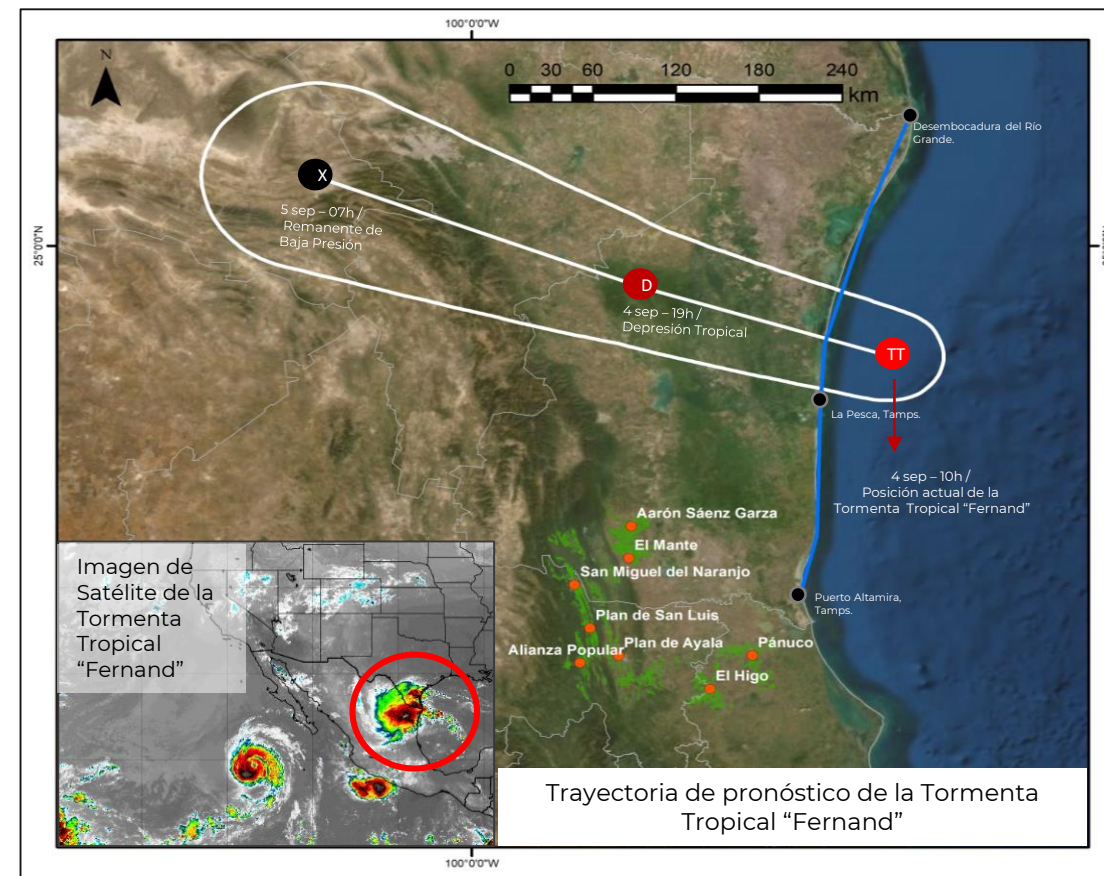 100°0'0"W
N
0 30 60 120 180 240
km
Desembocadura del Río
Grande.
X
5 sep – 07h /
Remanente de
Baja Presión
25°0'0"N
D
4 sep – 19h /
Depresión Tropical
TT
La Pesca, Tamps.
4 sep – 10h /
Posición actual de la
Tormenta Tropical “Fernand”
Aarón Sáenz Garza
El Mante
San Miguel del Naranjo
Plan de San Luis
Alianza Popular
Plan de Ayala
Pánuco
El Higo
Puerto Altamira,
Tamps.
Imagen de
Satélite de la
Tormenta
Tropical
“Fernand”
Trayectoria de pronóstico de la Tormenta
Tropical “Fernand”
100°0'0"W